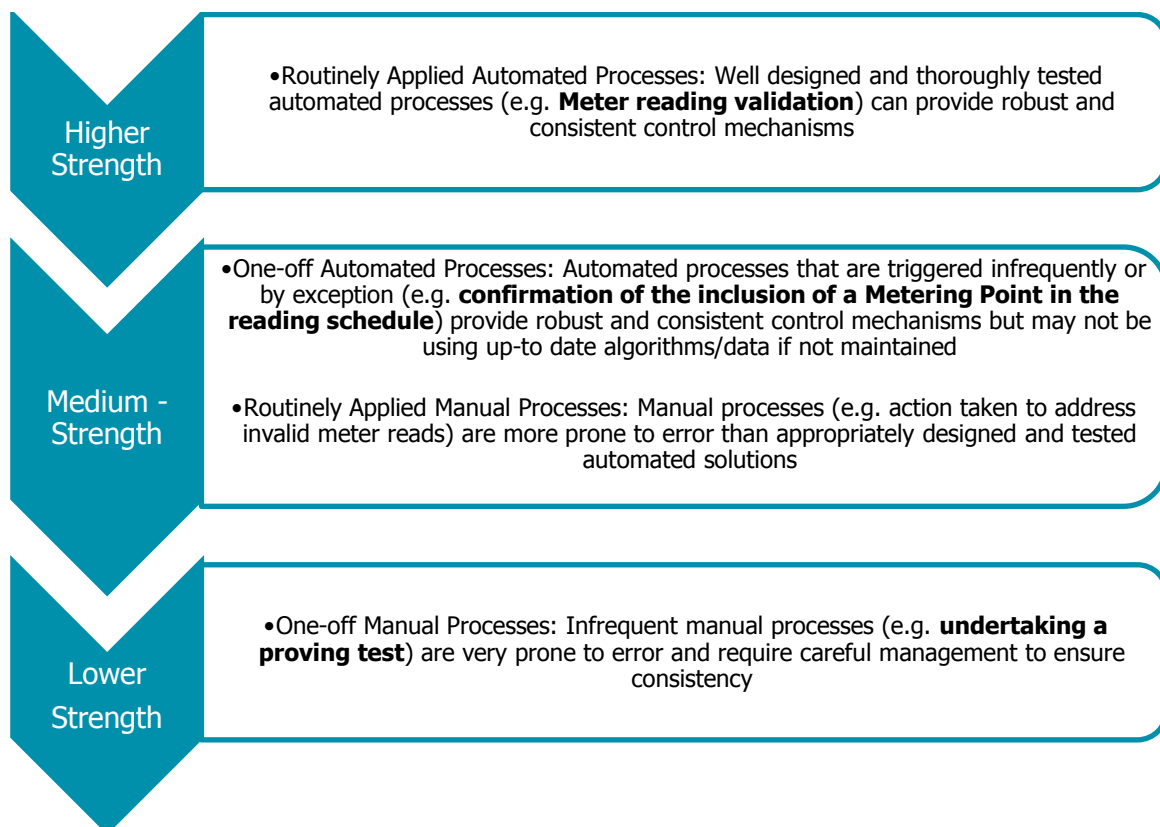 Higher
Strength
•Routinely Applied Automated Processes: Well designed and thoroughly tested
automated processes (e.g. Meter reading validation) can provide robust and
consistent control mechanisms
Medium -
Strength
•One-off Automated Processes: Automated processes that are triggered infrequently or
by exception (e.g. confirmation of the inclusion of a Metering Point in the
reading schedule) provide robust and consistent control mechanisms but may not be
using up-to date algorithms/data if not maintained
•Routinely Applied Manual Processes: Manual processes (e.g. action taken to address
invalid meter reads) are more prone to error than appropriately designed and tested
automated solutions
Lower
Strength
•One-off Manual Processes: Infrequent manual processes (e.g. undertaking a
proving test) are very prone to error and require careful management to ensure
consistency